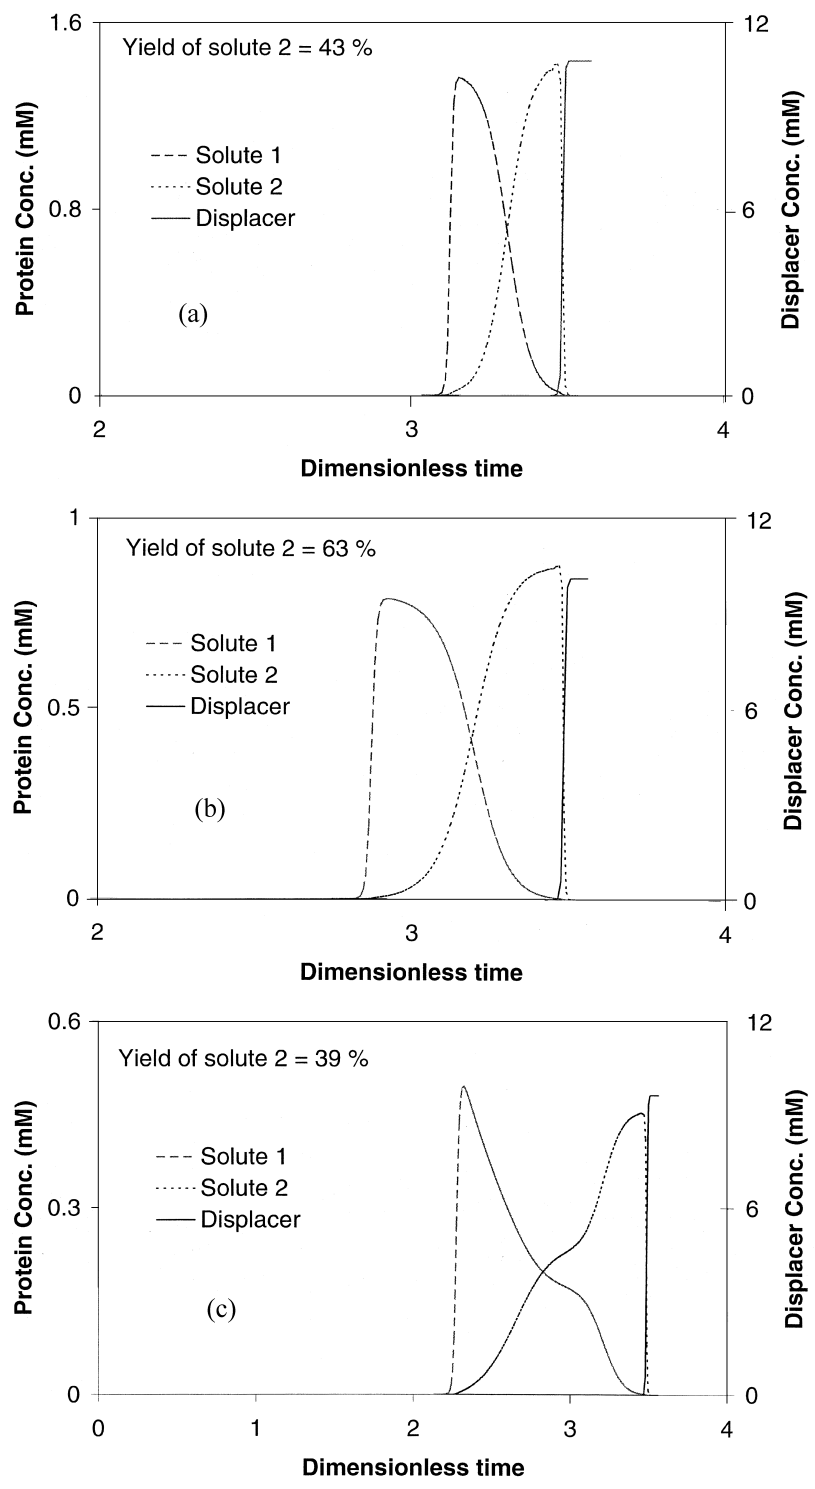 1.6
12
Yield of solute 2 = 43 %
Solute 1
Solute 2
Displacer
0.8
6
(a)
0
0
2
3
4
Protein Conc. (mM)
Displacer Conc. (mM)
Dimensionless time
1
12
Yield of solute 2 = 63 %
Solute 1
Solute 2
Displacer
0.5
6
(b)
0
0
2
3
4
Protein Conc. (mM)
Displacer Conc. (mM)
Dimensionless time
0.6
12
Yield of solute 2 = 39 %
Solute 1
Solute 2
Displacer
0.3
6
(c)
0
0
0
1
2
3
4
Protein Conc. (mM)
Displacer Conc. (mM)
Dimensionless time